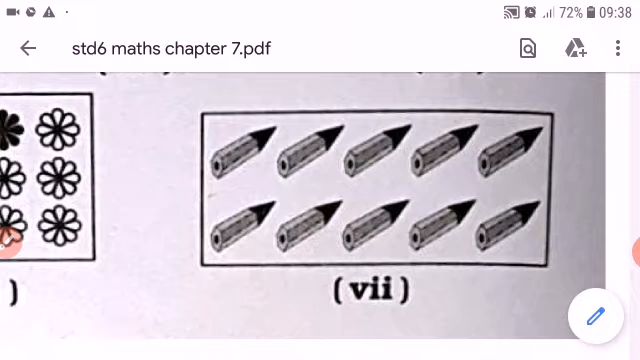 72% 09:38
std6 maths chapter 7.pdf
)
(vii)